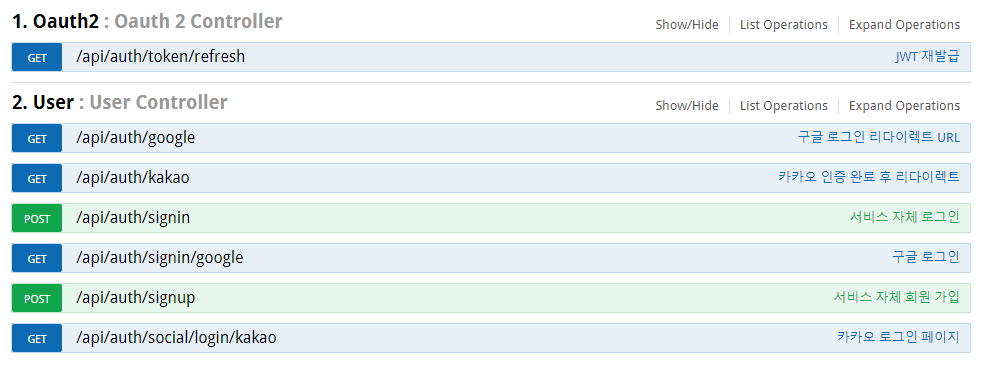 1. Oauth2 : Oauth 2 Controller Show/Hide List Operations Expand Operations
GET /api/auth/token/refresh JWT 재발급
2. User : User Controller Show/Hide List Operations Expand Operations
GET /api/auth/google 구글 로그인 리다이렉트 URL
GET /api/auth/kakao 카카오 인증 완료 후 리다이렉트
POST /api/auth/signin 서비스 자체 로그인
GET /api/auth/signin/google 구글 로그인
POST /api/auth/signup 서비스 자체 회원 가입
GET /api/auth/social/login/kakao 카카오 로그인 페이지